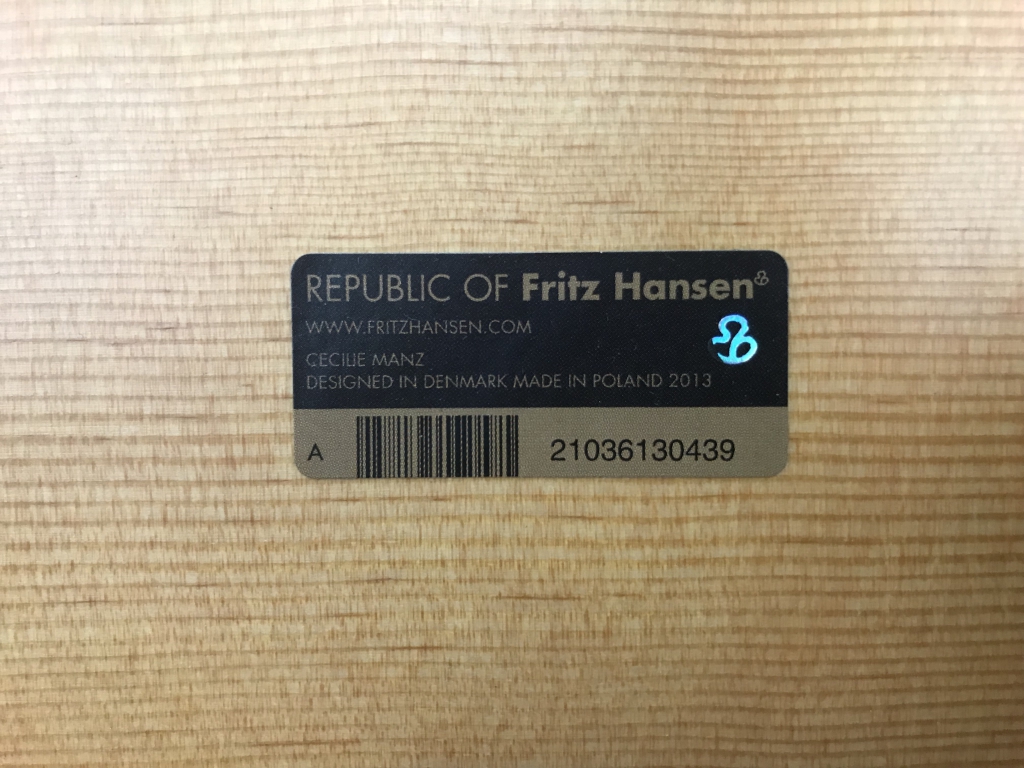 REPUBLIC OF Fritz Hansen
WWW.FRITZHANSEN.COM
CECILIE MANZ
DESIGNED IN DENMARK MADE IN POLAND 2013
A 21036130439